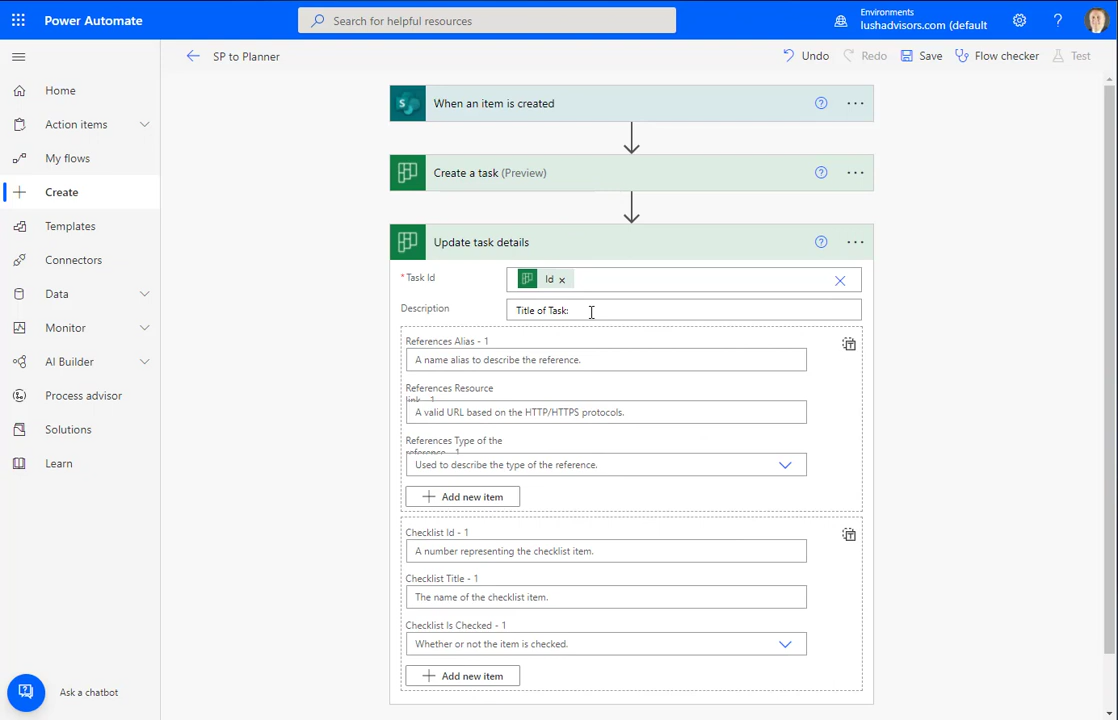 Power Automate
Search for helpful resources
Environments
lushadvisors.com (default
SP to Planner
Undo
Redo
Save
Flow checker
Test
Home
Action items
My flows
Create
Templates
Connectors
Data
Monitor
AI Builder
Process advisor
Solutions
Learn
Ask a chatbot
When an item is created
Create a task (Preview)
Update task details
* Task Id
Id
Description
Title of Task:
References Alias - 1
A name alias to describe the reference.
References Resource
link - 1
A valid URL based on the HTTP/HTTPS protocols.
References Type of the
reference - 1
Used to describe the type of the reference.
Add new item
Checklist Id - 1
A number representing the checklist item.
Checklist Title - 1
The name of the checklist item.
Checklist Is Checked - 1
Whether or not the item is checked.
Add new item